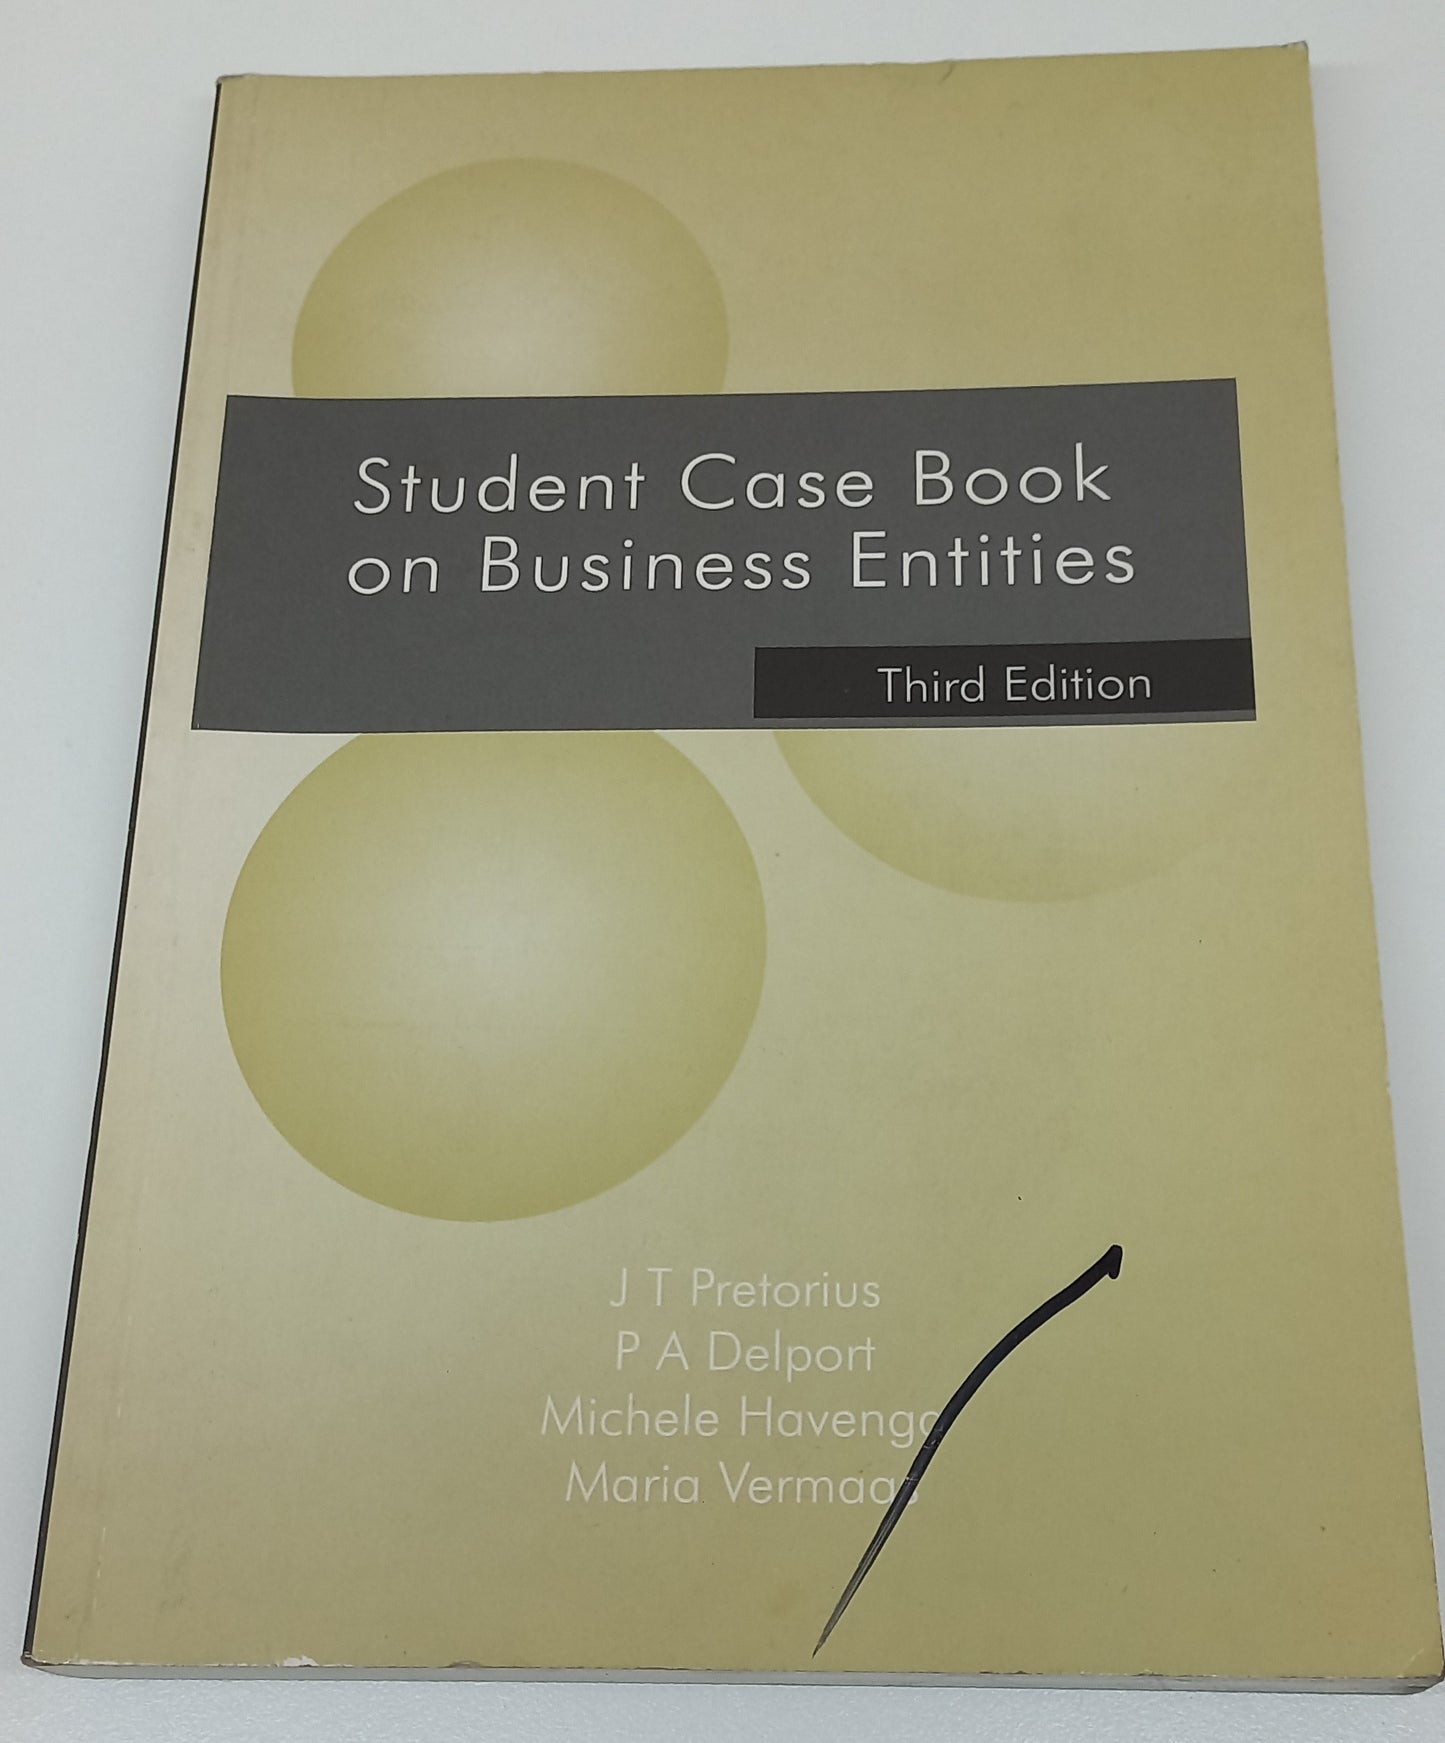 Student Case Book
on Business Entities
Third Edition
J T Pretorius
P A Delport
Michele Havenga
Maria Vermaas